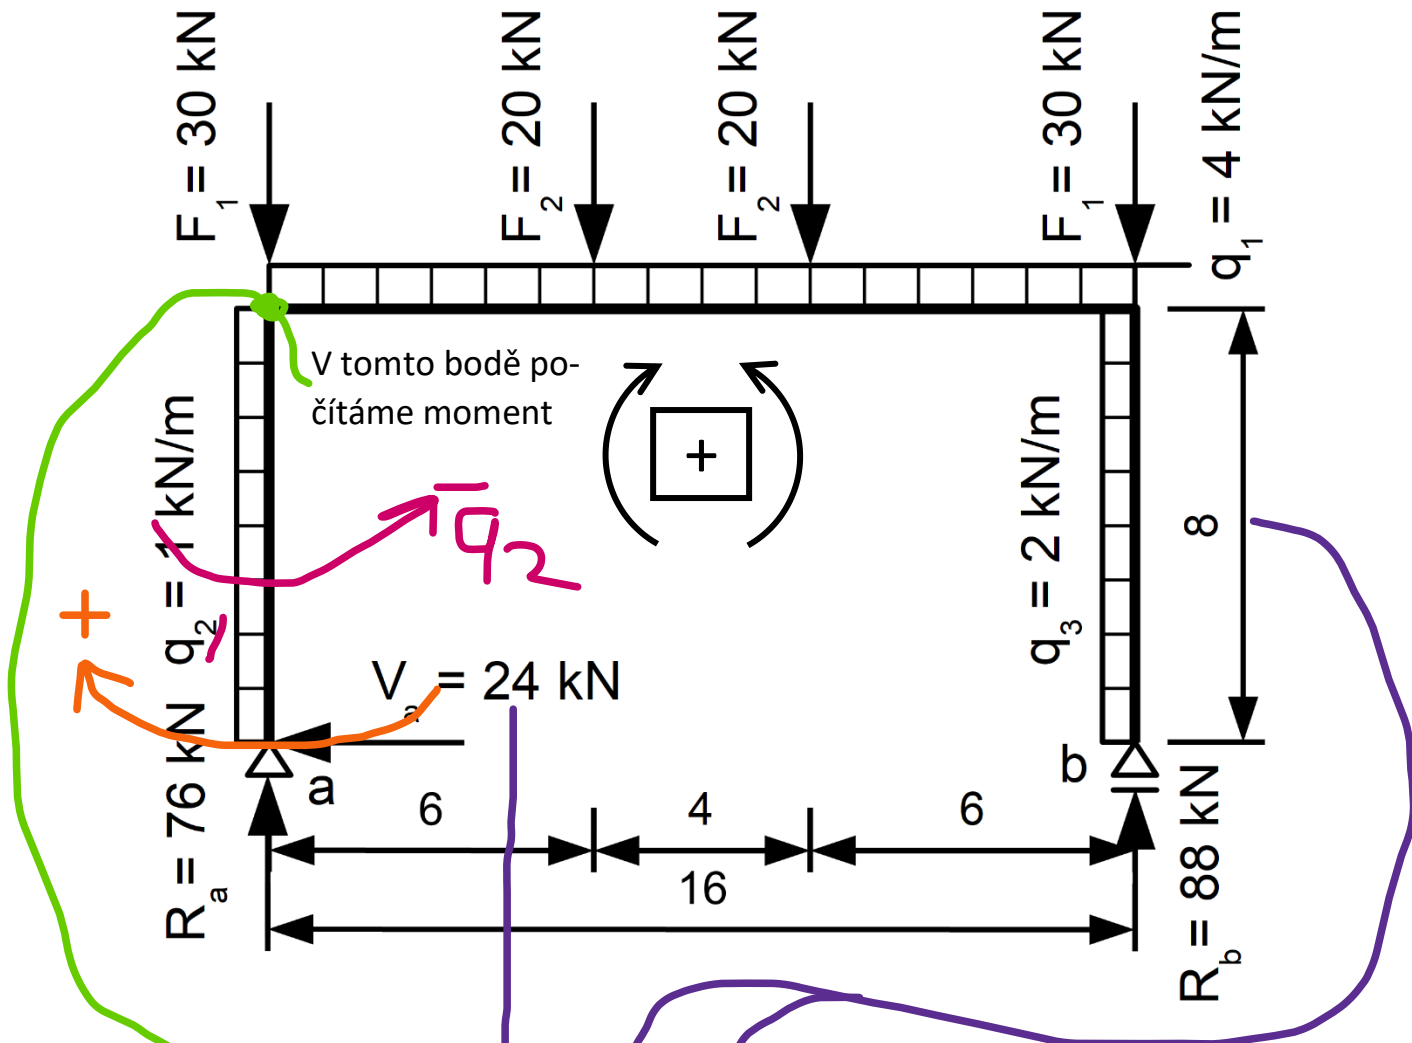 F₁ = 30 kN
F₂ = 20 kN
F₂ = 20 kN
F₁ = 30 kN
q₁ = 4 kN/m
V tomto bodě po-
čítáme moment
+
q₂ = 1 kN/m
q₂
q₃ = 2 kN/m
8
+
Vₐ = 24 kN
a
b
6
4
6
16
Rₐ = 76 kN
R_b = 88 kN